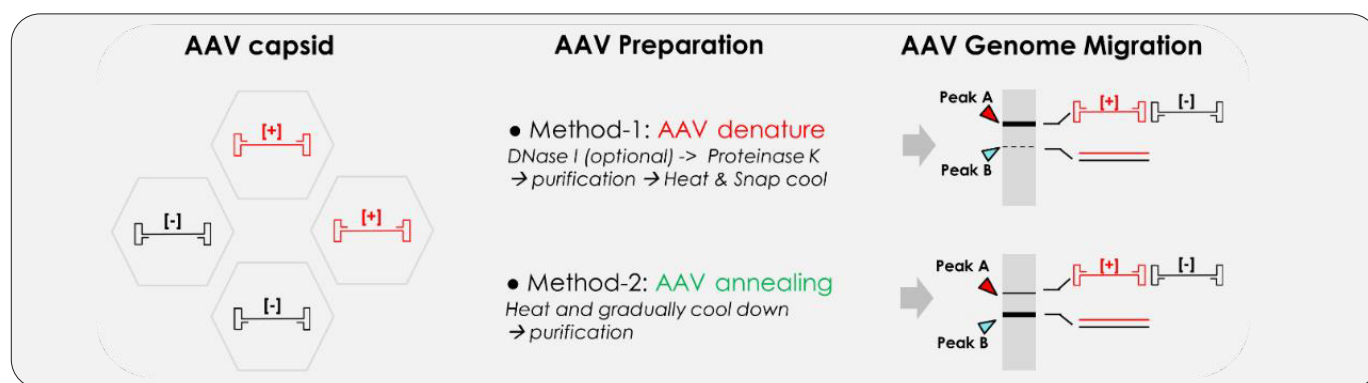 AAV capsid
[+]
[-]
[+]
[-]
AAV Preparation
● Method-1: AAV denature
DNase I (optional) -> Proteinase K
→ purification → Heat & Snap cool
● Method-2: AAV annealing
Heat and gradually cool down
→ purification
AAV Genome Migration
Peak A
[+] [-]
Peak B
Peak A
[+] [-]
Peak B